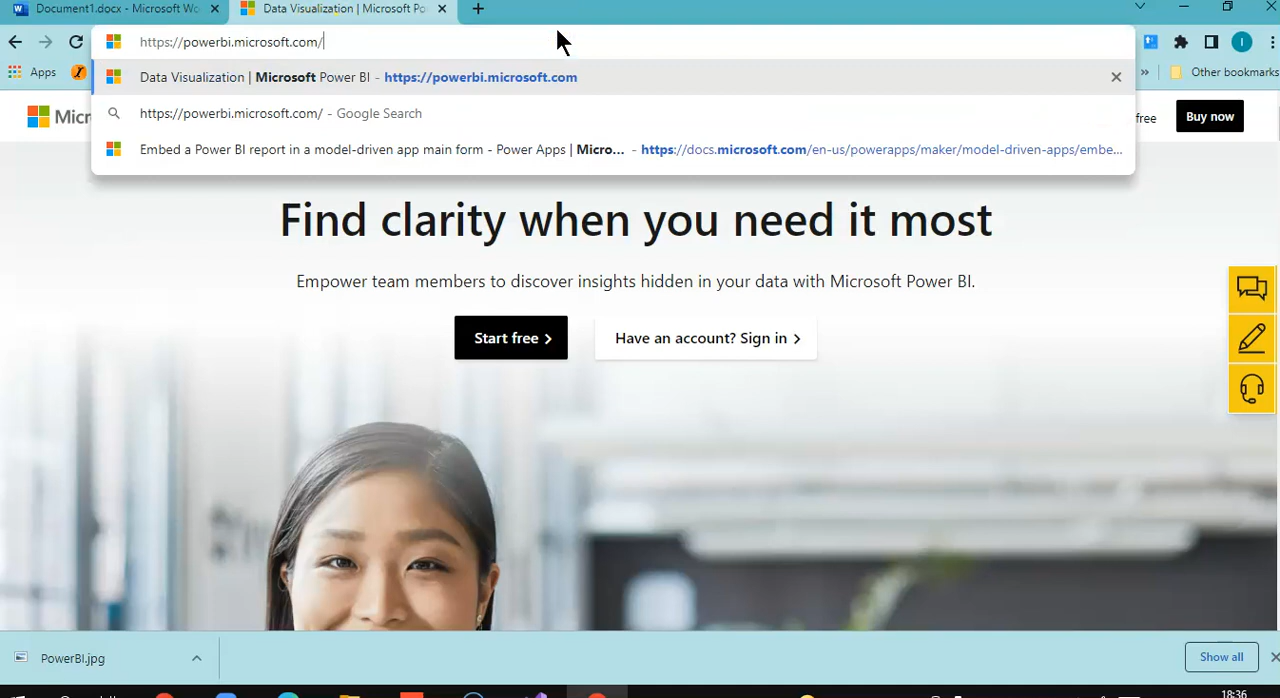 Document1.docx - Microsoft Wo
Data Visualization | Microsoft Po
https://powerbi.microsoft.com/
Apps
Data Visualization | Microsoft Power BI - https://powerbi.microsoft.com
» Other bookmarks
https://powerbi.microsoft.com/ - Google Search
Micr
free
Buy now
Embed a Power BI report in a model-driven app main form - Power Apps | Micro... - https://docs.microsoft.com/en-us/powerapps/maker/model-driven-apps/embe...
Find clarity when you need it most
Empower team members to discover insights hidden in your data with Microsoft Power BI.
Start free >
Have an account? Sign in >
PowerBI.jpg
Show all
18:36